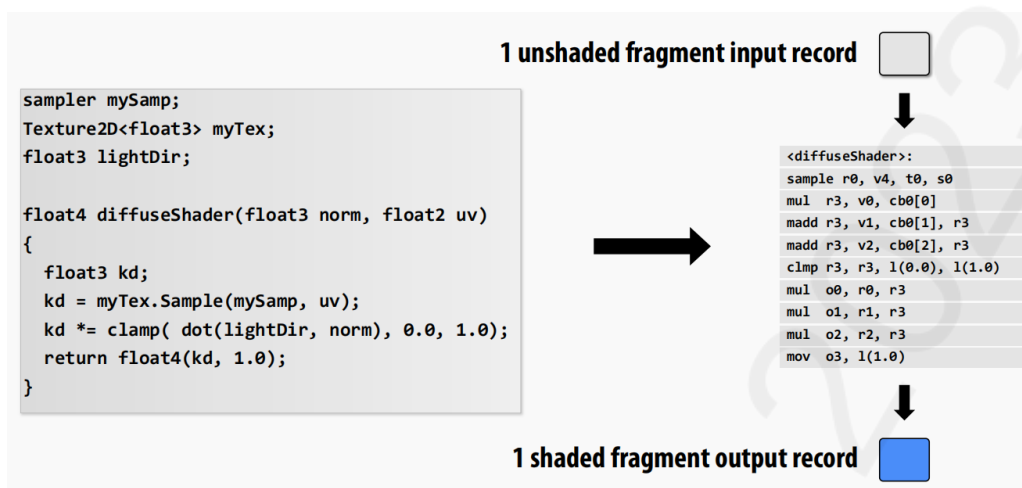 1 unshaded fragment input record
sampler mySamp;
Texture2D<float3> myTex;
float3 lightDir;
float4 diffuseShader(float3 norm, float2 uv)
{
float3 kd;
kd = myTex.Sample(mySamp, uv);
kd *= clamp( dot(lightDir, norm), 0.0, 1.0);
return float4(kd, 1.0);
}
<diffuseShader>:
sample r0, v4, t0, s0
mul r3, v0, cb0[0]
madd r3, v1, cb0[1], r3
madd r3, v2, cb0[2], r3
clmp r3, r3, l(0.0), l(1.0)
mul o0, r0, r3
mul o1, r1, r3
mul o2, r2, r3
mov o3, l(1.0)
1 shaded fragment output record